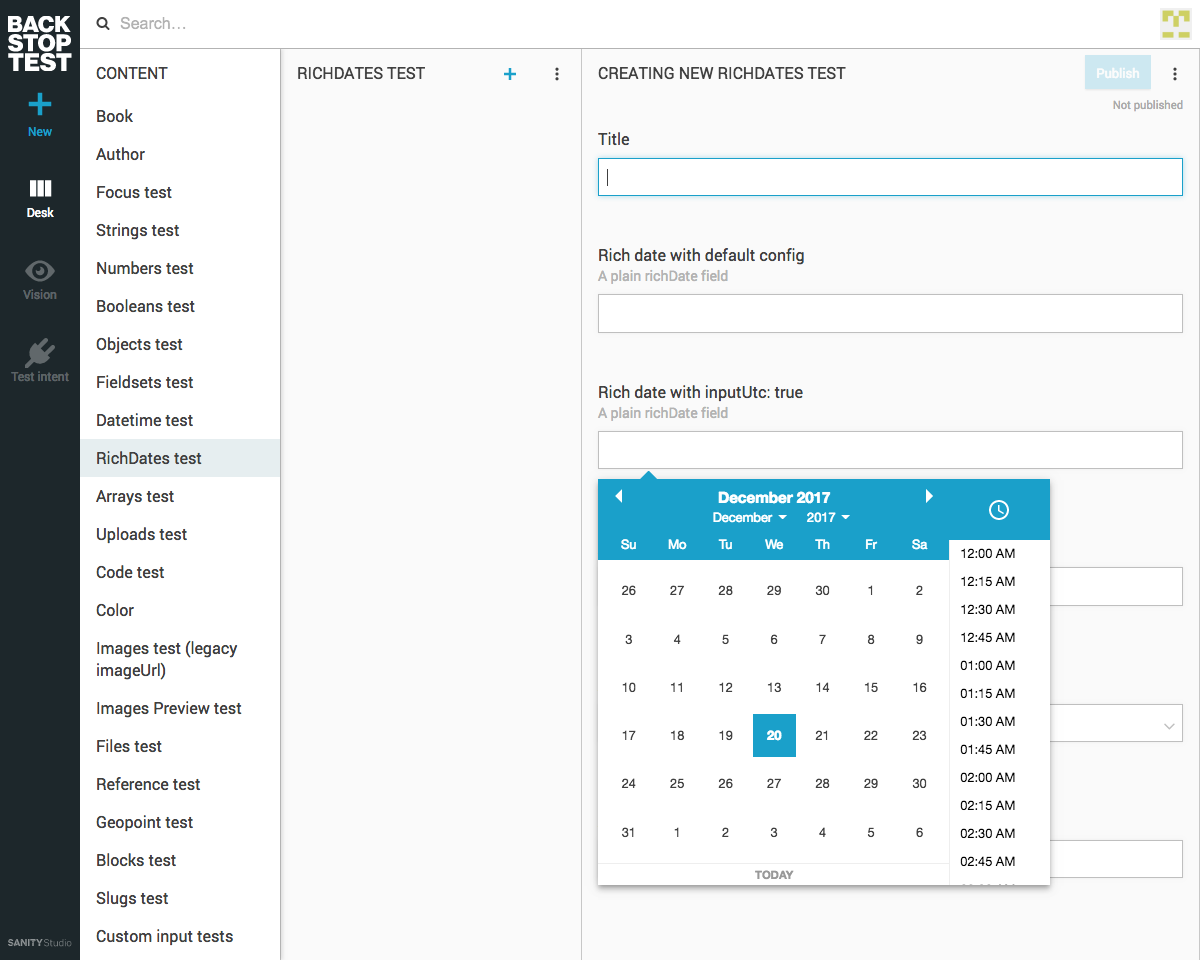 BACK
STOP
TEST
New
Desk
Vision
Test intent
SANITY Studio
Search...
CONTENT
Book
Author
Focus test
Strings test
Numbers test
Booleans test
Objects test
Fieldsets test
Datetime test
RichDates test
Arrays test
Uploads test
Code test
Color
Images test (legacy
imageUrl)
Images Preview test
Files test
Reference test
Geopoint test
Blocks test
Slugs test
Custom input tests
RICHDATES TEST
CREATING NEW RICHDATES TEST
Publish
Not published
Title
Rich date with default config
A plain richDate field
Rich date with inputUtc: true
A plain richDate field
December 2017
December 2017
Su Mo Tu We Th Fr Sa
26 27 28 29 30 1 2
3 4 5 6 7 8 9
10 11 12 13 14 15 16
17 18 19 20 21 22 23
24 25 26 27 28 29 30
31 1 2 3 4 5 6
TODAY
12:00 AM
12:15 AM
12:30 AM
12:45 AM
01:00 AM
01:15 AM
01:30 AM
01:45 AM
02:00 AM
02:15 AM
02:30 AM
02:45 AM